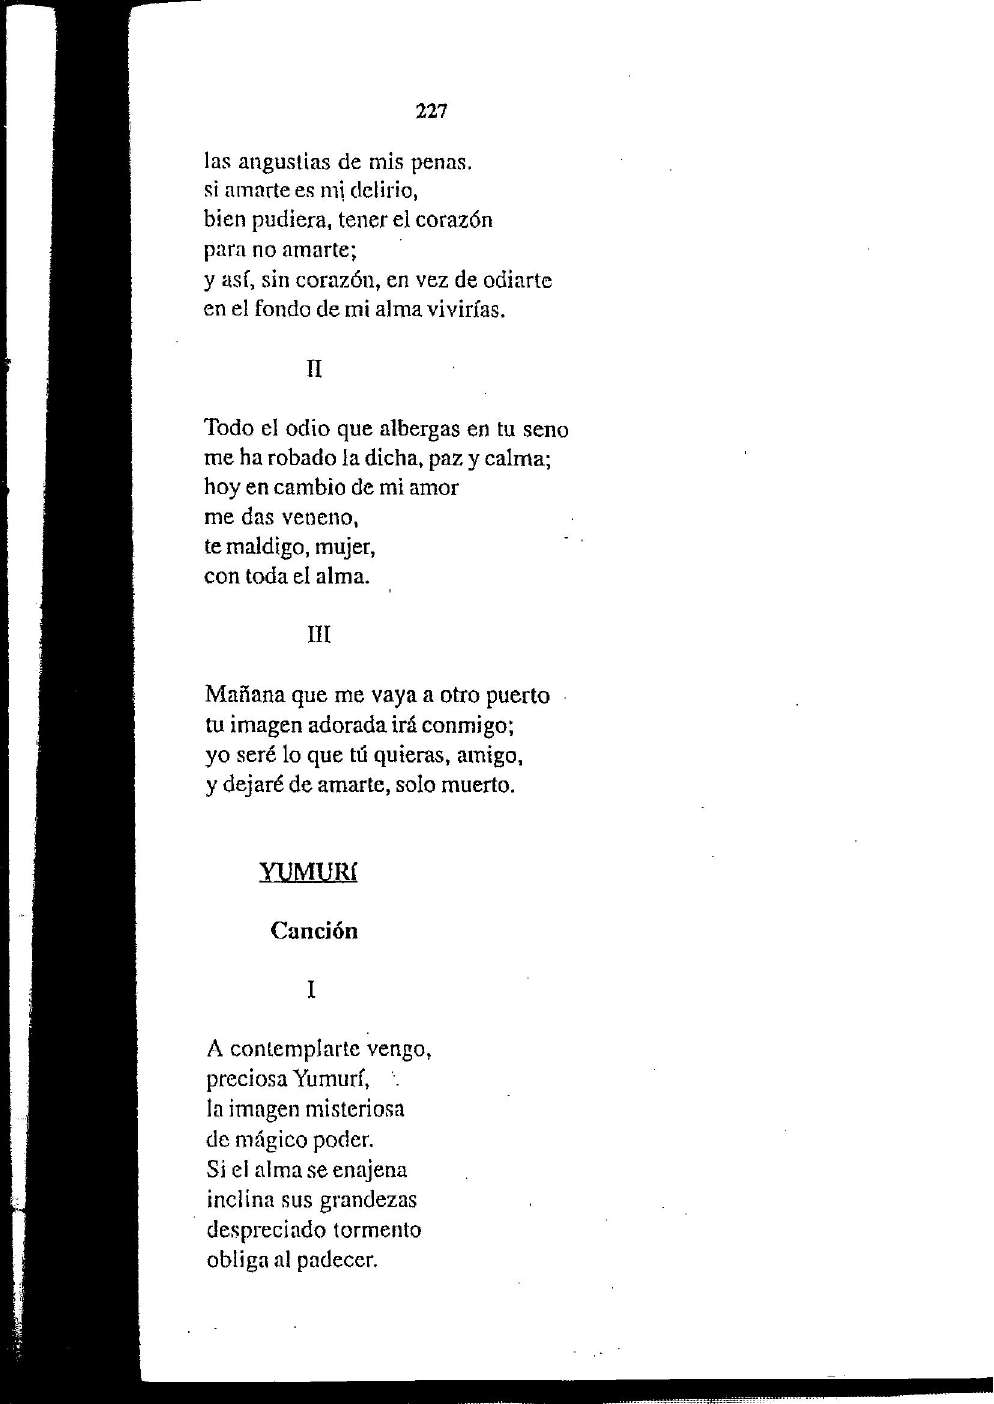 227
las angustias de mis penas.
si amarte es mi delirio,
bien pudiera, tener el corazón
para no amarte;
y así, sin corazón, en vez de odiarte
en el fondo de mi alma vivirías.
II
Todo el odio que albergas en tu seno
me ha robado la dicha, paz y calma;
hoy en cambio de mi amor
me das veneno,
te maldigo, mujer,
con toda el alma.
III
Mañana que me vaya a otro puerto
tu imagen adorada irá conmigo;
yo seré lo que tú quieras, amigo,
y dejaré de amarte, solo muerto.
YUMURÍ
Canción
I
A contemplarte vengo,
preciosa Yumurí,
la imagen misteriosa
de mágico poder.
Si el alma se enajena
inclina sus grandezas
despreciado tormento
obliga al padecer.